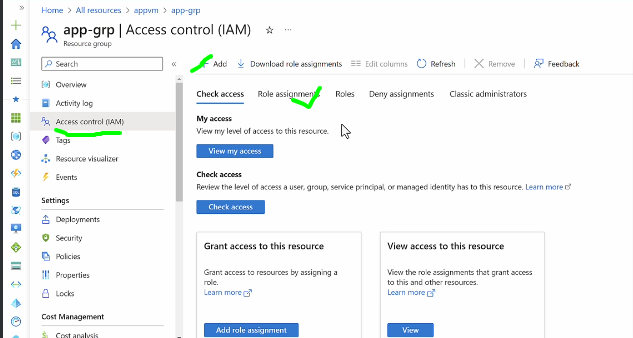 Home > All resources > appvm > app-grp
app-grp | Access control (IAM) ☆ ···
Resource group
Search
Overview
Activity log
Access control (IAM)
Tags
Resource visualizer
Events
Settings
Deployments
Security
Policies
Properties
Locks
Cost Management
Cost analysis
Add Download role assignments Edit columns Refresh Remove Feedback
Check access Role assignments Roles Deny assignments Classic administrators
My access
View my level of access to this resource.
View my access
Check access
Review the level of access a user, group, service principal, or managed identity has to this resource. Learn more
Check access
Grant access to this resource
Grant access to resources by assigning a
role.
Learn more
Add role assignment
View access to this resource
View the role assignments that grant access
to this and other resources.
Learn more
View